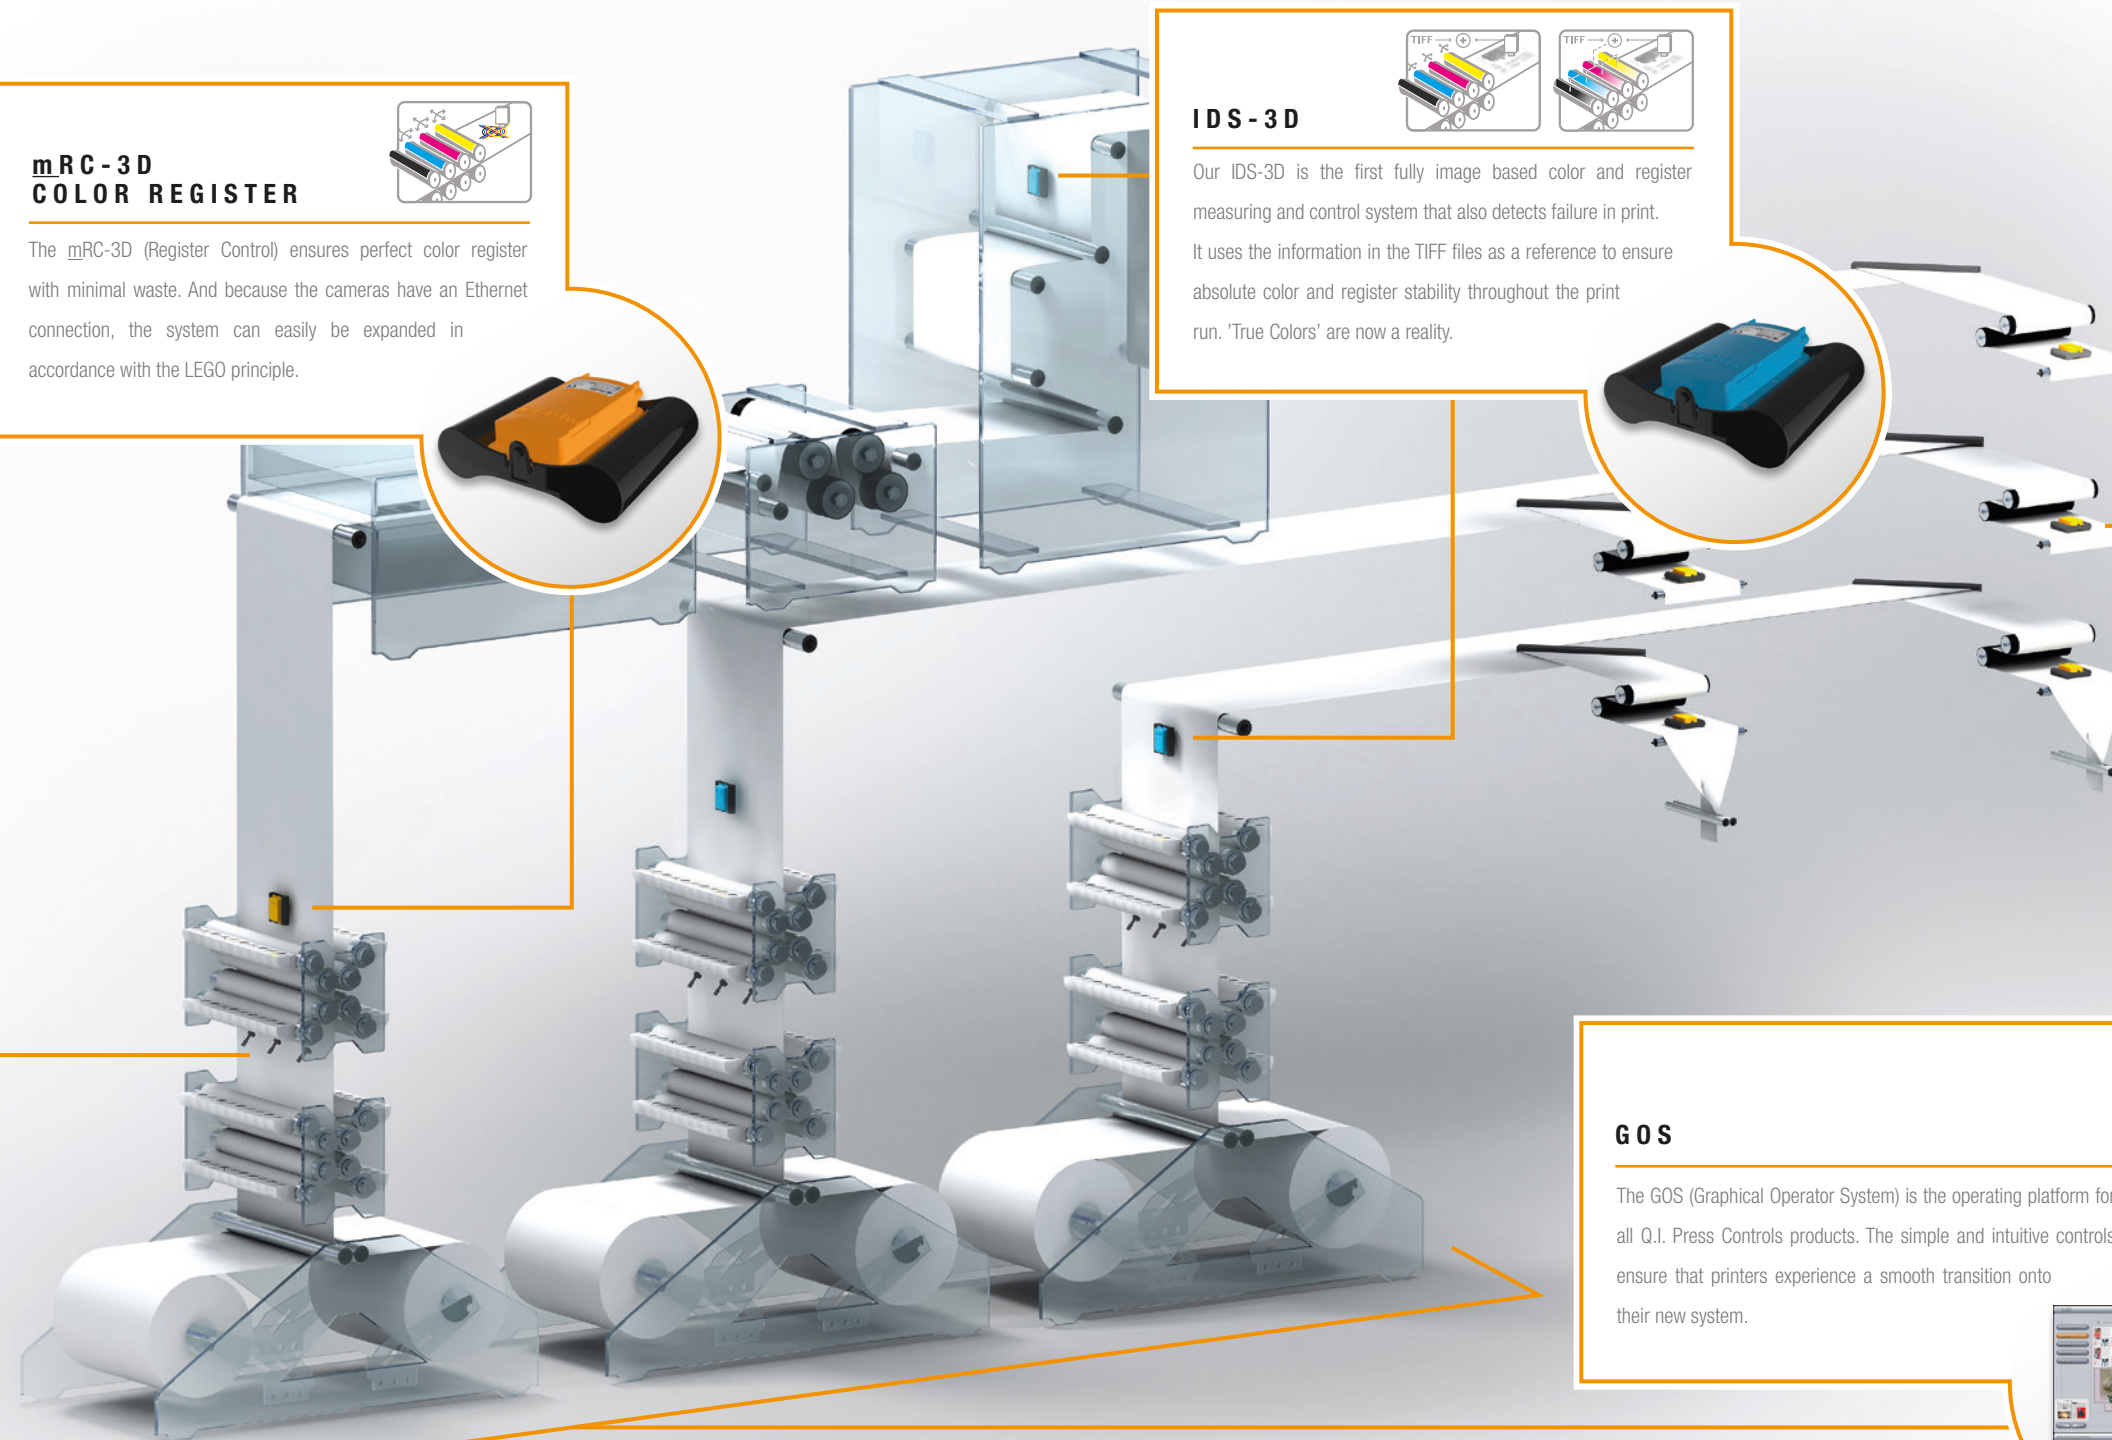 mRC-3D
COLOR REGISTER
The mRC-3D (Register Control) ensures perfect color register
with minimal waste. And because the cameras have an Ethernet
connection, the system can easily be expanded in
accordance with the LEGO principle.
TIFF
TIFF
IDS-3D
Our IDS-3D is the first fully image based color and register
measuring and control system that also detects failure in print.
It uses the information in the TIFF files as a reference to ensure
absolute color and register stability throughout the print
run. 'True Colors' are now a reality.
GOS
The GOS (Graphical Operator System) is the operating platform for
all Q.I. Press Controls products. The simple and intuitive controls
ensure that printers experience a smooth transition onto
their new system.